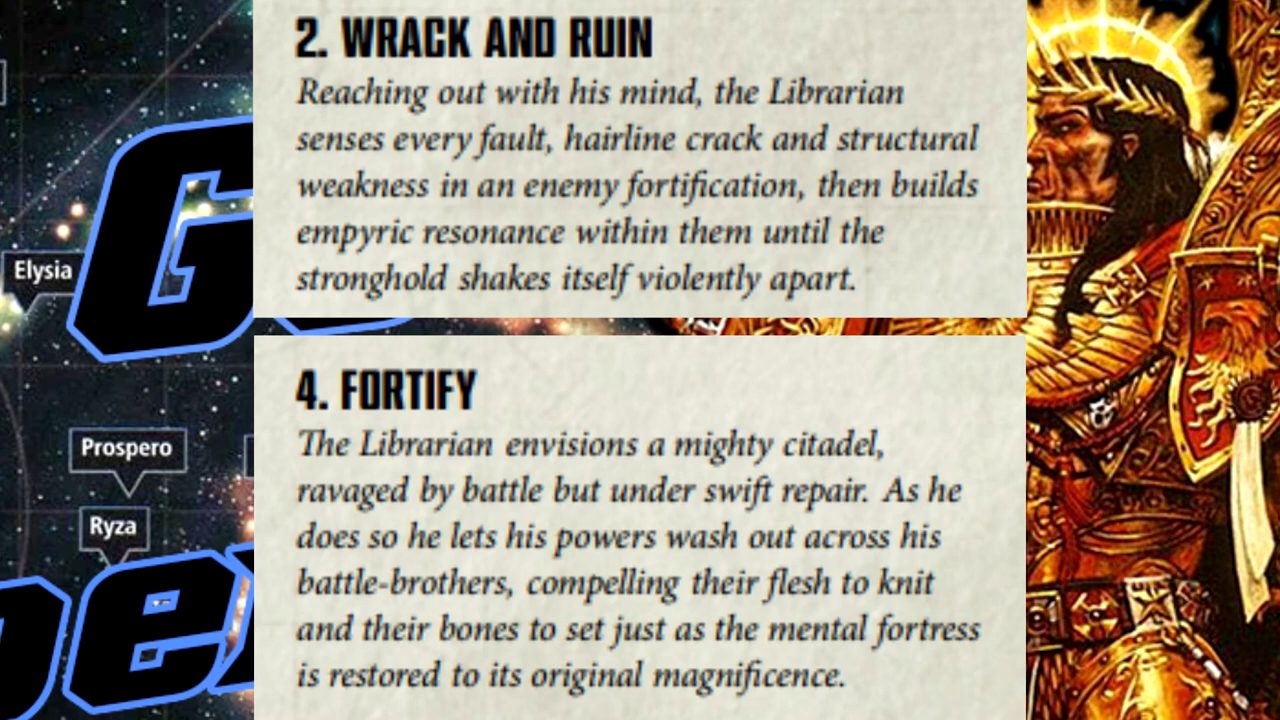 2. WRACK AND RUIN
Reaching out with his mind, the Librarian
senses every fault, hairline crack and structural
weakness in an enemy fortification, then builds
empyric resonance within them until the
stronghold shakes itself violently apart.
Elysia
4. FORTIFY
The Librarian envisions a mighty citadel,
ravaged by battle but under swift repair. As he
does so he lets his powers wash out across his
battle-brothers, compelling their flesh to knit
and their bones to set just as the mental fortress
is restored to its original magnificence.
Prospero
Ryza